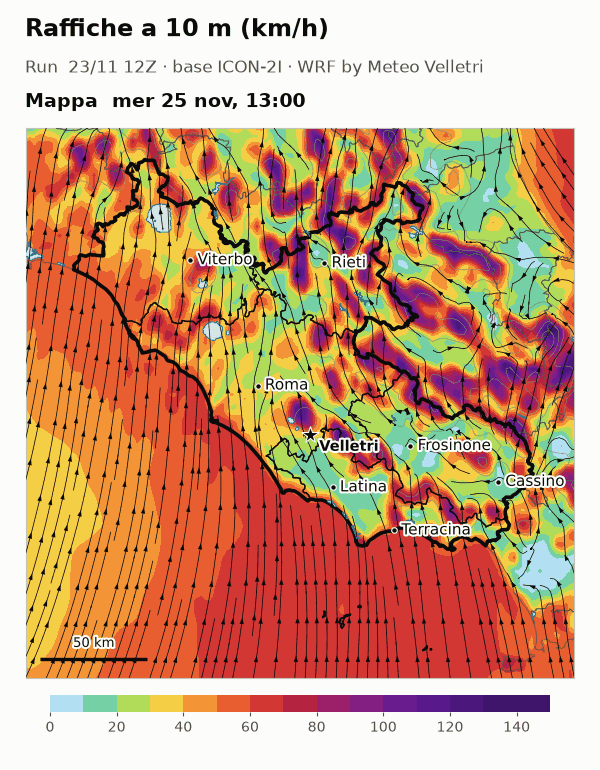 Raffiche a 10 m (km/h)
Run 23/11 12Z · base ICON-2I · WRF by Meteo Velletri
Mappa mer 25 nov, 13:00
Viterbo
Rieti
Roma
Velletri
Frosinone
Cassino
Latina
Terracina
50 km
0 20 40 60 80 100 120 140